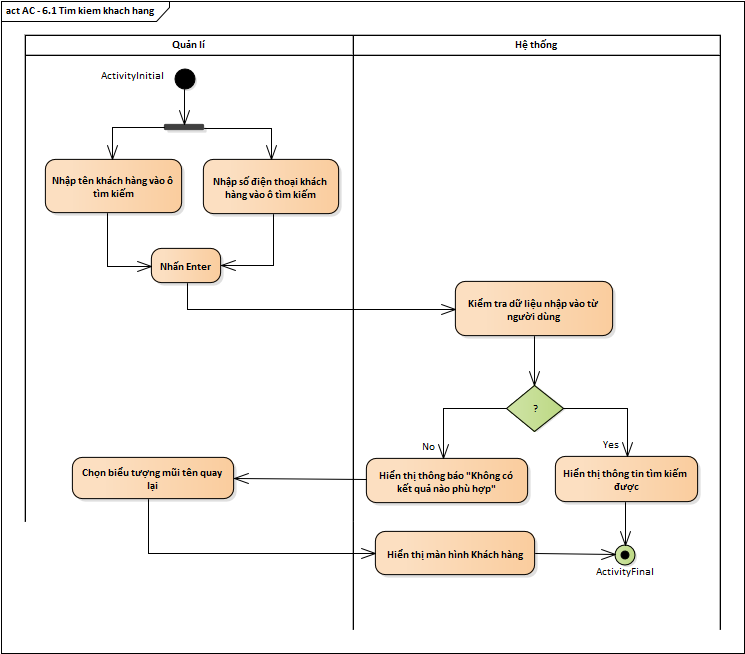 act AC - 6.1 Tim kiem khach hang
Quản lí
Hệ thống
ActivityInitial
Nhập tên khách hàng vào ô
tìm kiếm
Nhập số điện thoại khách
hàng vào ô tìm kiếm
Nhấn Enter
Kiểm tra dữ liệu nhập vào từ
người dùng
?
No
Yes
Chọn biểu tượng mũi tên quay
lại
Hiển thị thông báo "Không có
kết quả nào phù hợp"
Hiển thị thông tin tìm kiếm
được
Hiển thị màn hình Khách hàng
ActivityFinal